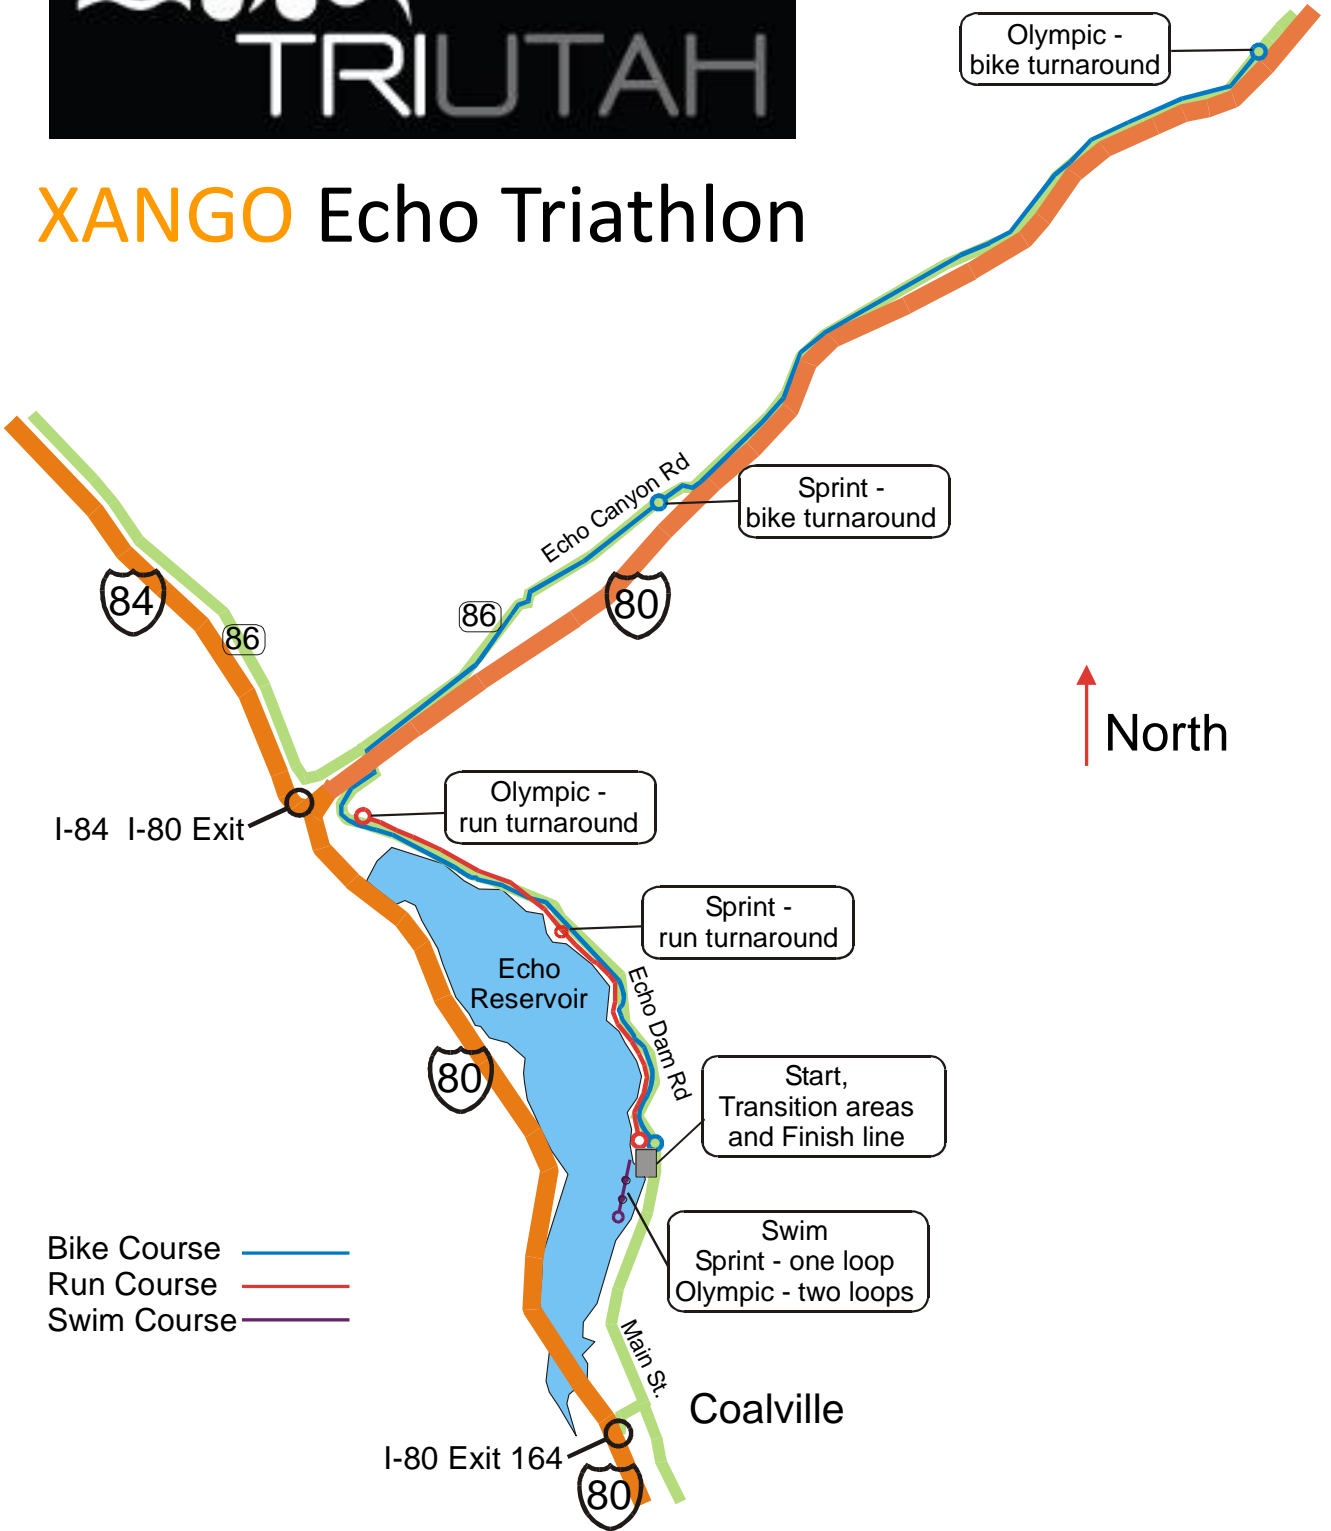 TRIUTAH
XANGO Echo Triathlon
Olympic -
bike turnaround
Echo Canyon Rd
Sprint -
bike turnaround
84
86
86
80
North
I-84  I-80 Exit
Olympic -
run turnaround
Sprint -
run turnaround
Echo
Reservoir
Echo Dam Rd
80
Start,
Transition areas
and Finish line
Swim
Sprint - one loop
Olympic - two loops
Bike Course
Run Course
Swim Course
Main St.
Coalville
I-80 Exit 164
80